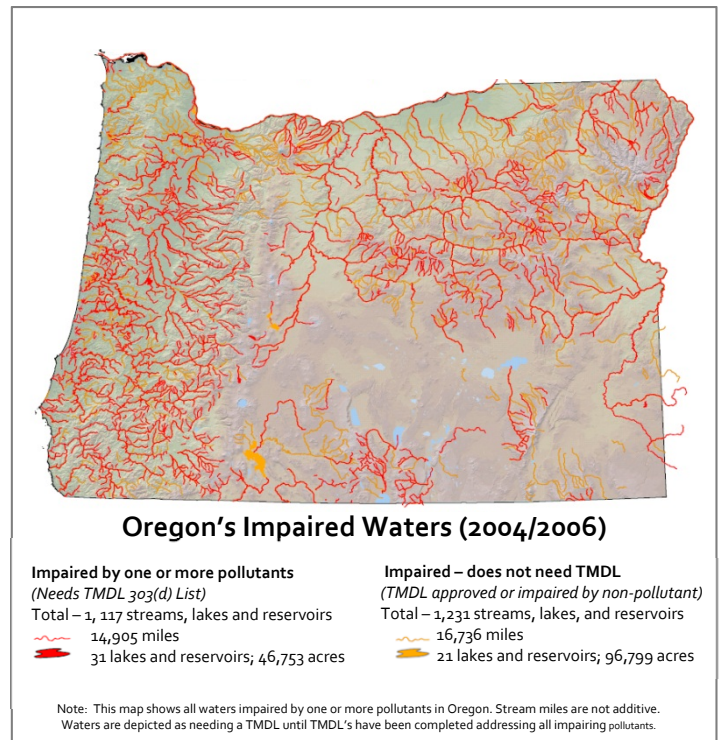 Oregon's Impaired Waters (2004/2006)
Impaired by one or more pollutants
(Needs TMDL 303(d) List)
Total – 1, 117 streams, lakes and reservoirs
14,905 miles
31 lakes and reservoirs; 46,753 acres
Impaired – does not need TMDL
(TMDL approved or impaired by non-pollutant)
Total – 1,231 streams, lakes, and reservoirs
16,736 miles
21 lakes and reservoirs; 96,799 acres
Note: This map shows all waters impaired by one or more pollutants in Oregon. Stream miles are not additive.
Waters are depicted as needing a TMDL until TMDL's have been completed addressing all impairing pollutants.